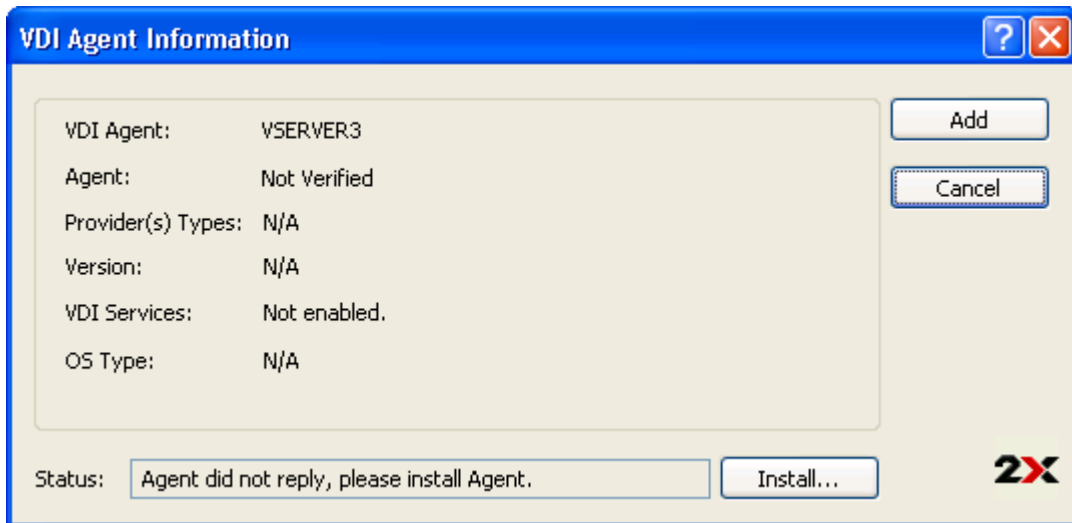 VDI Agent Information
VDI Agent: VSERVER3
Add
Agent: Not Verified
Cancel
Provider(s) Types: N/A
Version: N/A
VDI Services: Not enabled.
OS Type: N/A
Status: Agent did not reply, please install Agent. Install...
2X